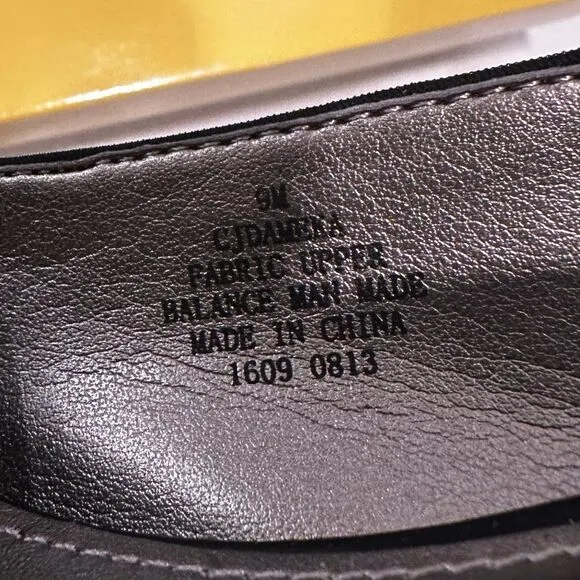 9M
CJDAMEKA
FABRIC UPPER
BALANCE MAN MADE
MADE IN CHINA
1609 0813